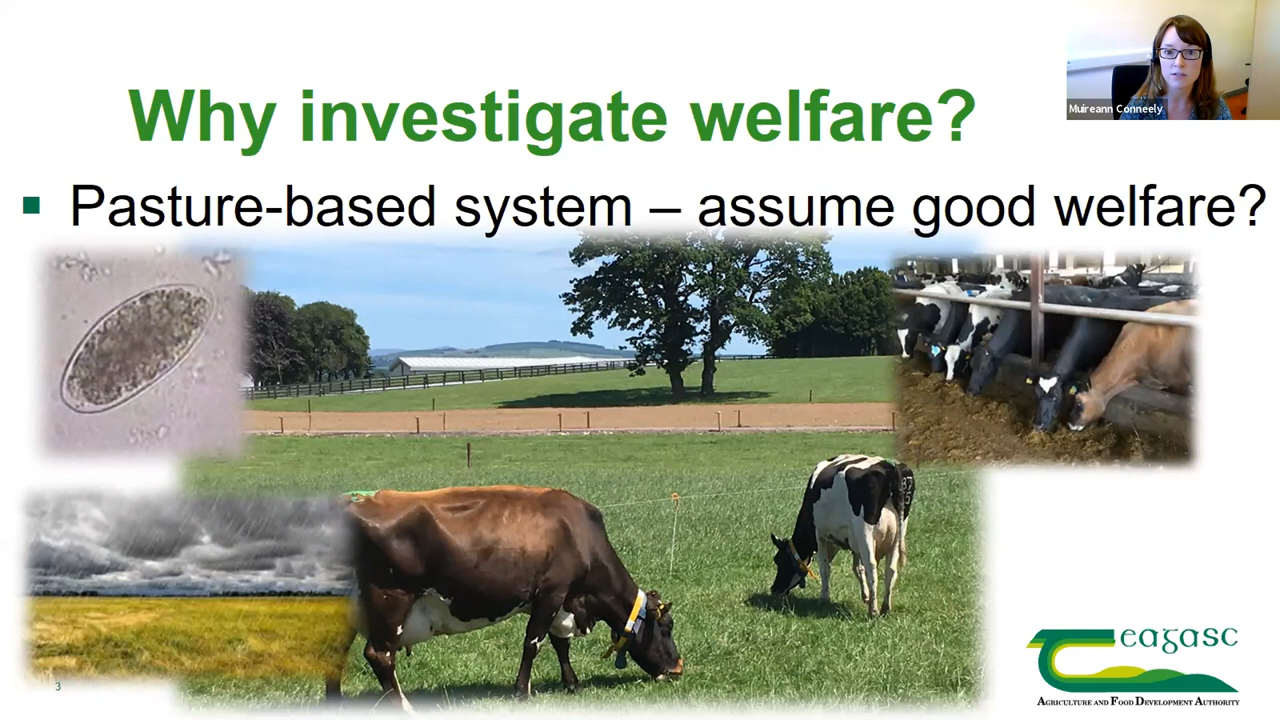 Why investigate welfare?
Muireann Conneely
▪ Pasture-based system – assume good welfare?
3
Teagasc
AGRICULTURE AND FOOD DEVELOPMENT AUTHORITY